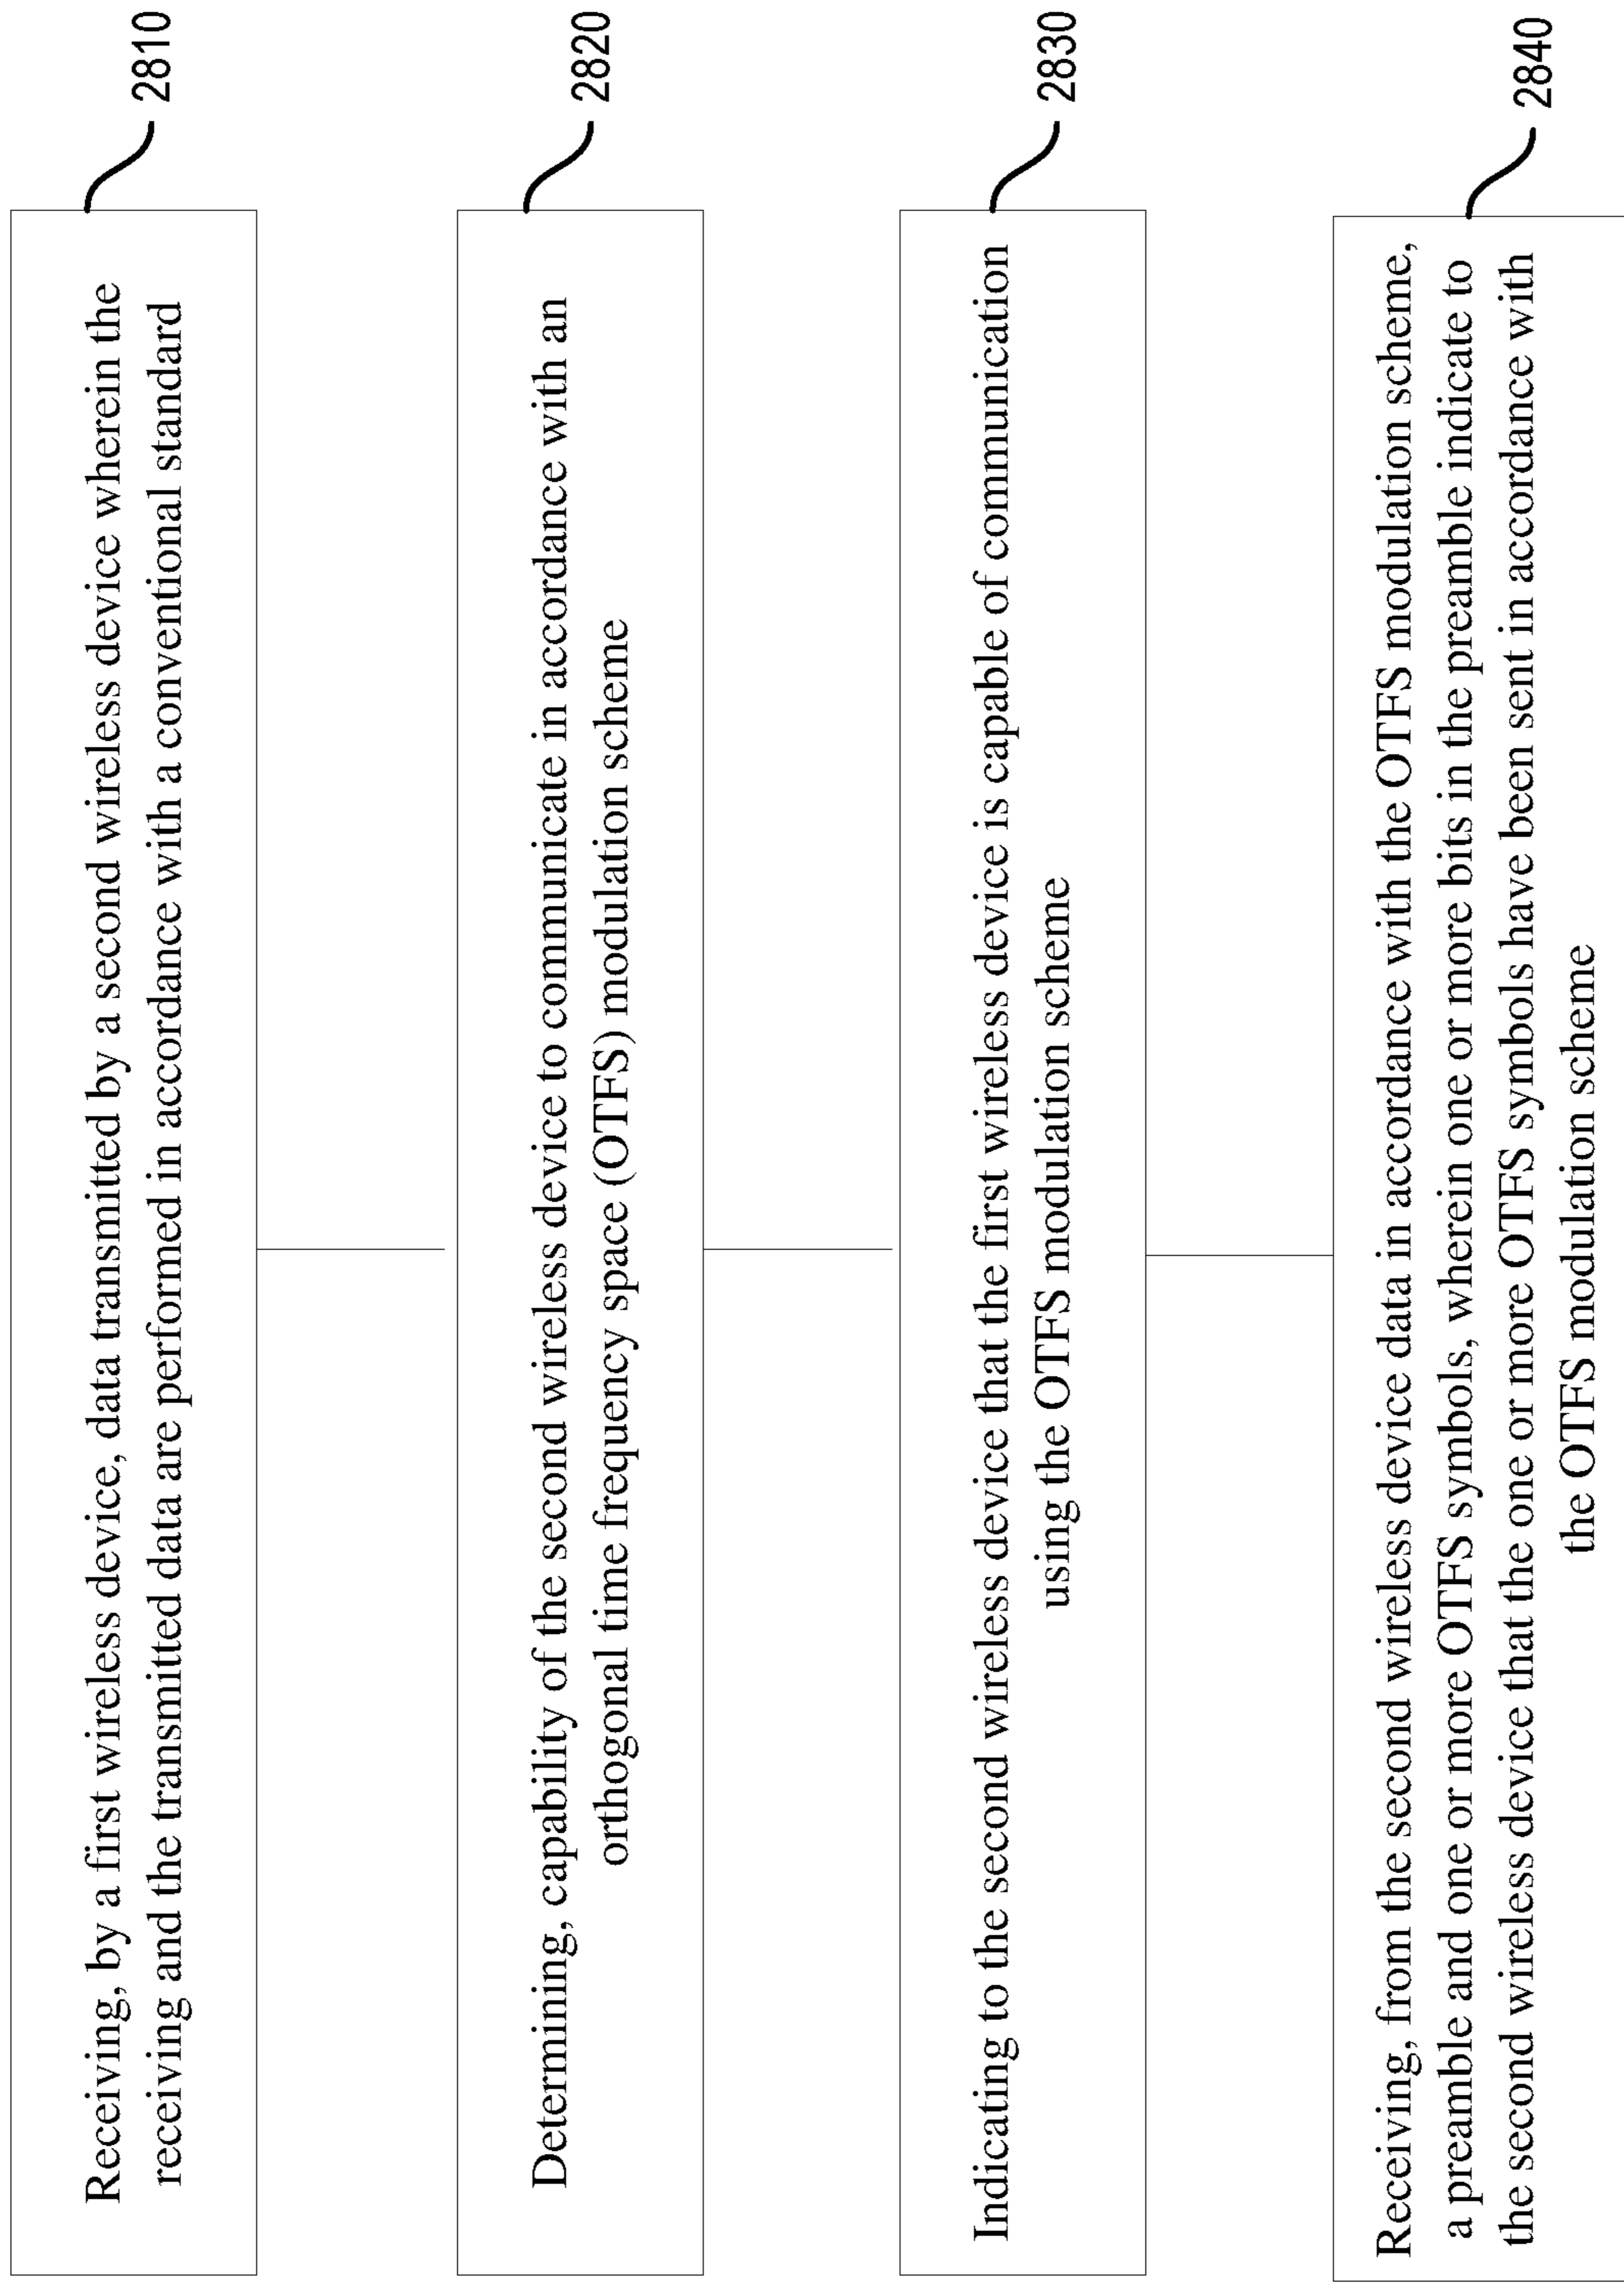 Receiving, by a first wireless device, data transmitted by a second wireless device wherein the
receiving and the transmitted data are performed in accordance with a conventional standard
2810
Determining, capability of the second wireless device to communicate in accordance with an
orthogonal time frequency space (OTFS) modulation scheme
2820
Indicating to the second wireless device that the first wireless device is capable of communication
using the OTFS modulation scheme
2830
Receiving, from the second wireless device data in accordance with the OTFS modulation scheme,
a preamble and one or more OTFS symbols, wherein one or more bits in the preamble indicate to
the second wireless device that the one or more OTFS symbols have been sent in accordance with
the OTFS modulation scheme
2840